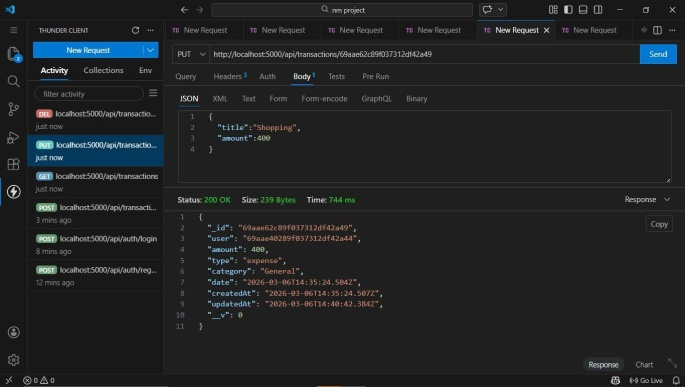 nm project
THUNDER CLIENT
New Request
Activity Collections Env
filter activity
DEL localhost:5000/api/transactio...
just now
PUT localhost:5000/api/transactio...
just now
GET localhost:5000/api/transactions
just now
POST localhost:5000/api/transacti...
3 mins ago
POST localhost:5000/api/auth/login
8 mins ago
POST localhost:5000/api/auth/reg...
12 mins ago
2
TC New Request TC New Request TC New Request TC New Request TC New Request TC New Request
PUT http://localhost:5000/api/transactions/69aae62c89f037312df42a49 Send
Query Headers 3 Auth Body 1 Tests Pre Run
JSON XML Text Form Form-encode GraphQL Binary
1 {
2 "title":"Shopping",
3 "amount":400
4 }
Status: 200 OK Size: 239 Bytes Time: 744 ms Response
1 {
2 "_id": "69aae62c89f037312df42a49",
3 "user": "69aae40289f037312df42a44",
4 "amount": 400,
5 "type": "expense",
6 "category": "General",
7 "date": "2026-03-06T14:35:24.504Z",
8 "createdAt": "2026-03-06T14:35:24.507Z",
9 "updatedAt": "2026-03-06T14:40:42.384Z",
10 "__v": 0
11 }
Copy
Response Chart
0 0 Go Live